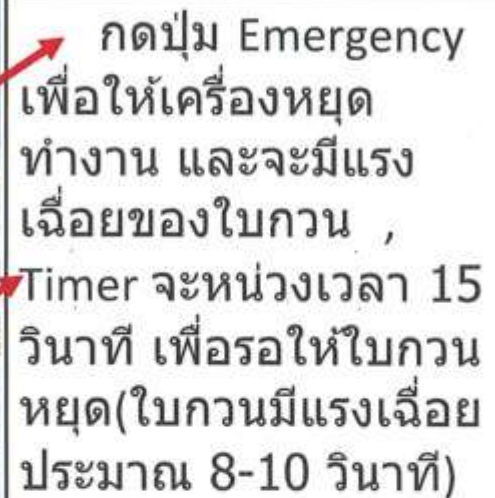 กดปุ่ม Emergency
เพื่อให้เครื่องหยุด
ทำงาน และจะมีแรง
เฉื่อยของใบกวน ,
Timer จะหน่วงเวลา 15
วินาที เพื่อรอให้ใบกวน
หยุด(ใบกวนมีแรงเฉื่อย
ประมาณ 8-10 วินาที)